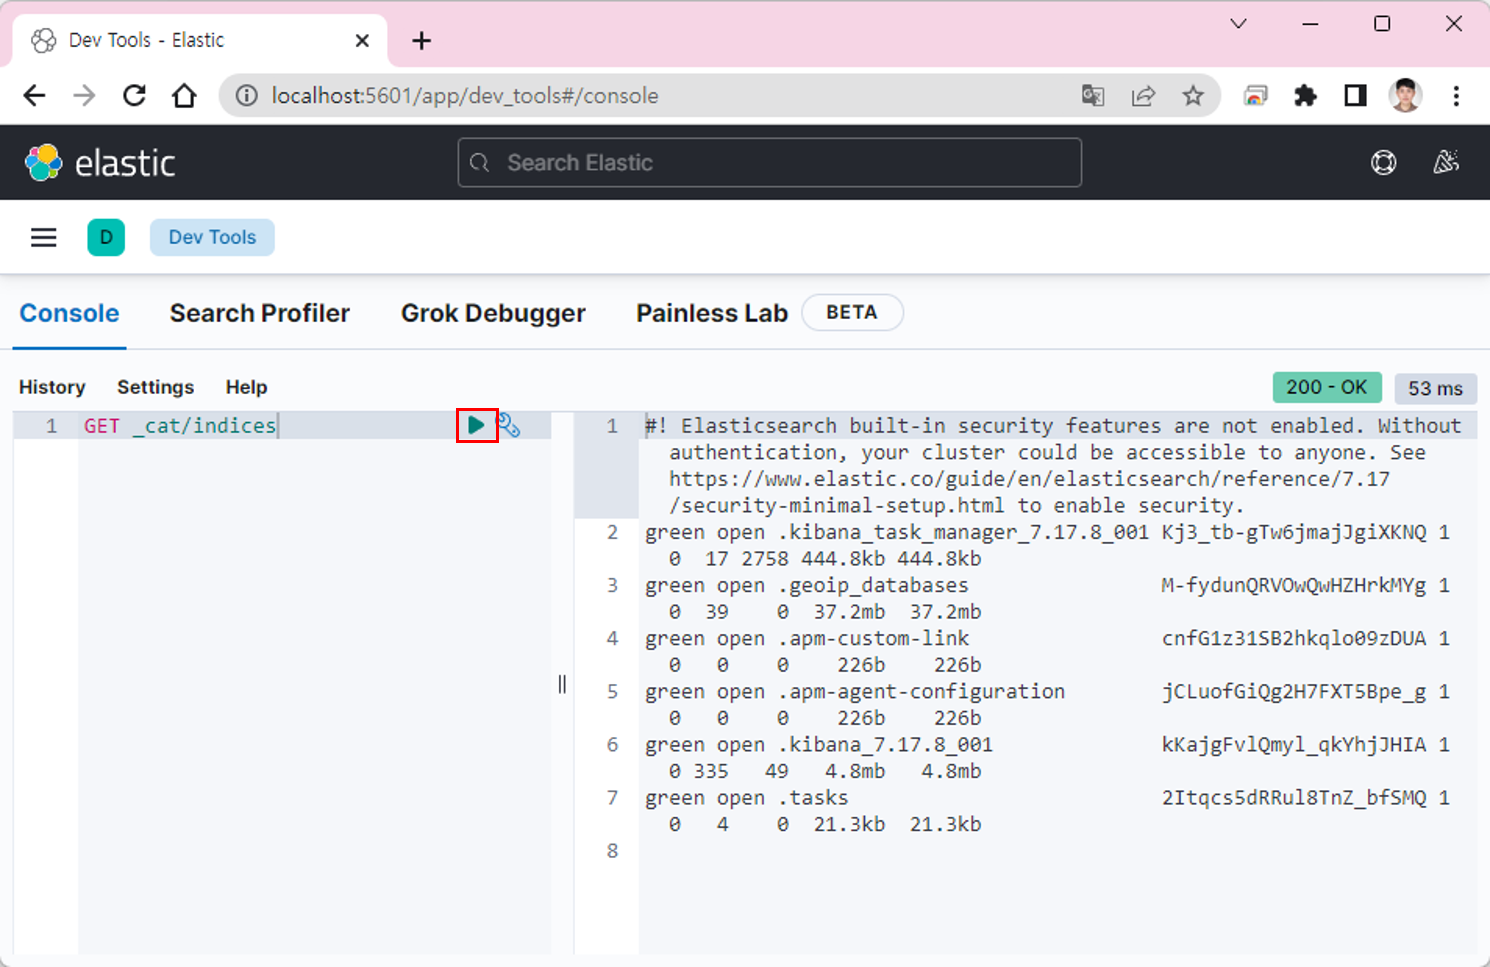 Dev Tools - Elastic
localhost:5601/app/dev_tools#/console
elastic
Search Elastic
D
Dev Tools
Console Search Profiler Grok Debugger Painless Lab BETA
History Settings Help
200 - OK 53 ms
1 GET _cat/indices
1 #! Elasticsearch built-in security features are not enabled. Without
authentication, your cluster could be accessible to anyone. See
https://www.elastic.co/guide/en/elasticsearch/reference/7.17
/security-minimal-setup.html to enable security.
2 green open .kibana_task_manager_7.17.8_001 Kj3_tb-gTw6jmajJgiXKNQ 1
0 17 2758 444.8kb 444.8kb
3 green open .geoip_databases M-fydunQRVOwQwHZHrkMYg 1
0 39 0 37.2mb 37.2mb
4 green open .apm-custom-link cnfG1z31SB2hkqlo09zDUA 1
0 0 0 226b 226b
5 green open .apm-agent-configuration jCLuofGiQg2H7FXT5Bpe_g 1
0 0 0 226b 226b
6 green open .kibana_7.17.8_001 kKajgFvlQmyl_qkYhjJHIA 1
0 335 49 4.8mb 4.8mb
7 green open .tasks 2Itqcs5dRRul8TnZ_bfSMQ 1
0 4 0 21.3kb 21.3kb
8